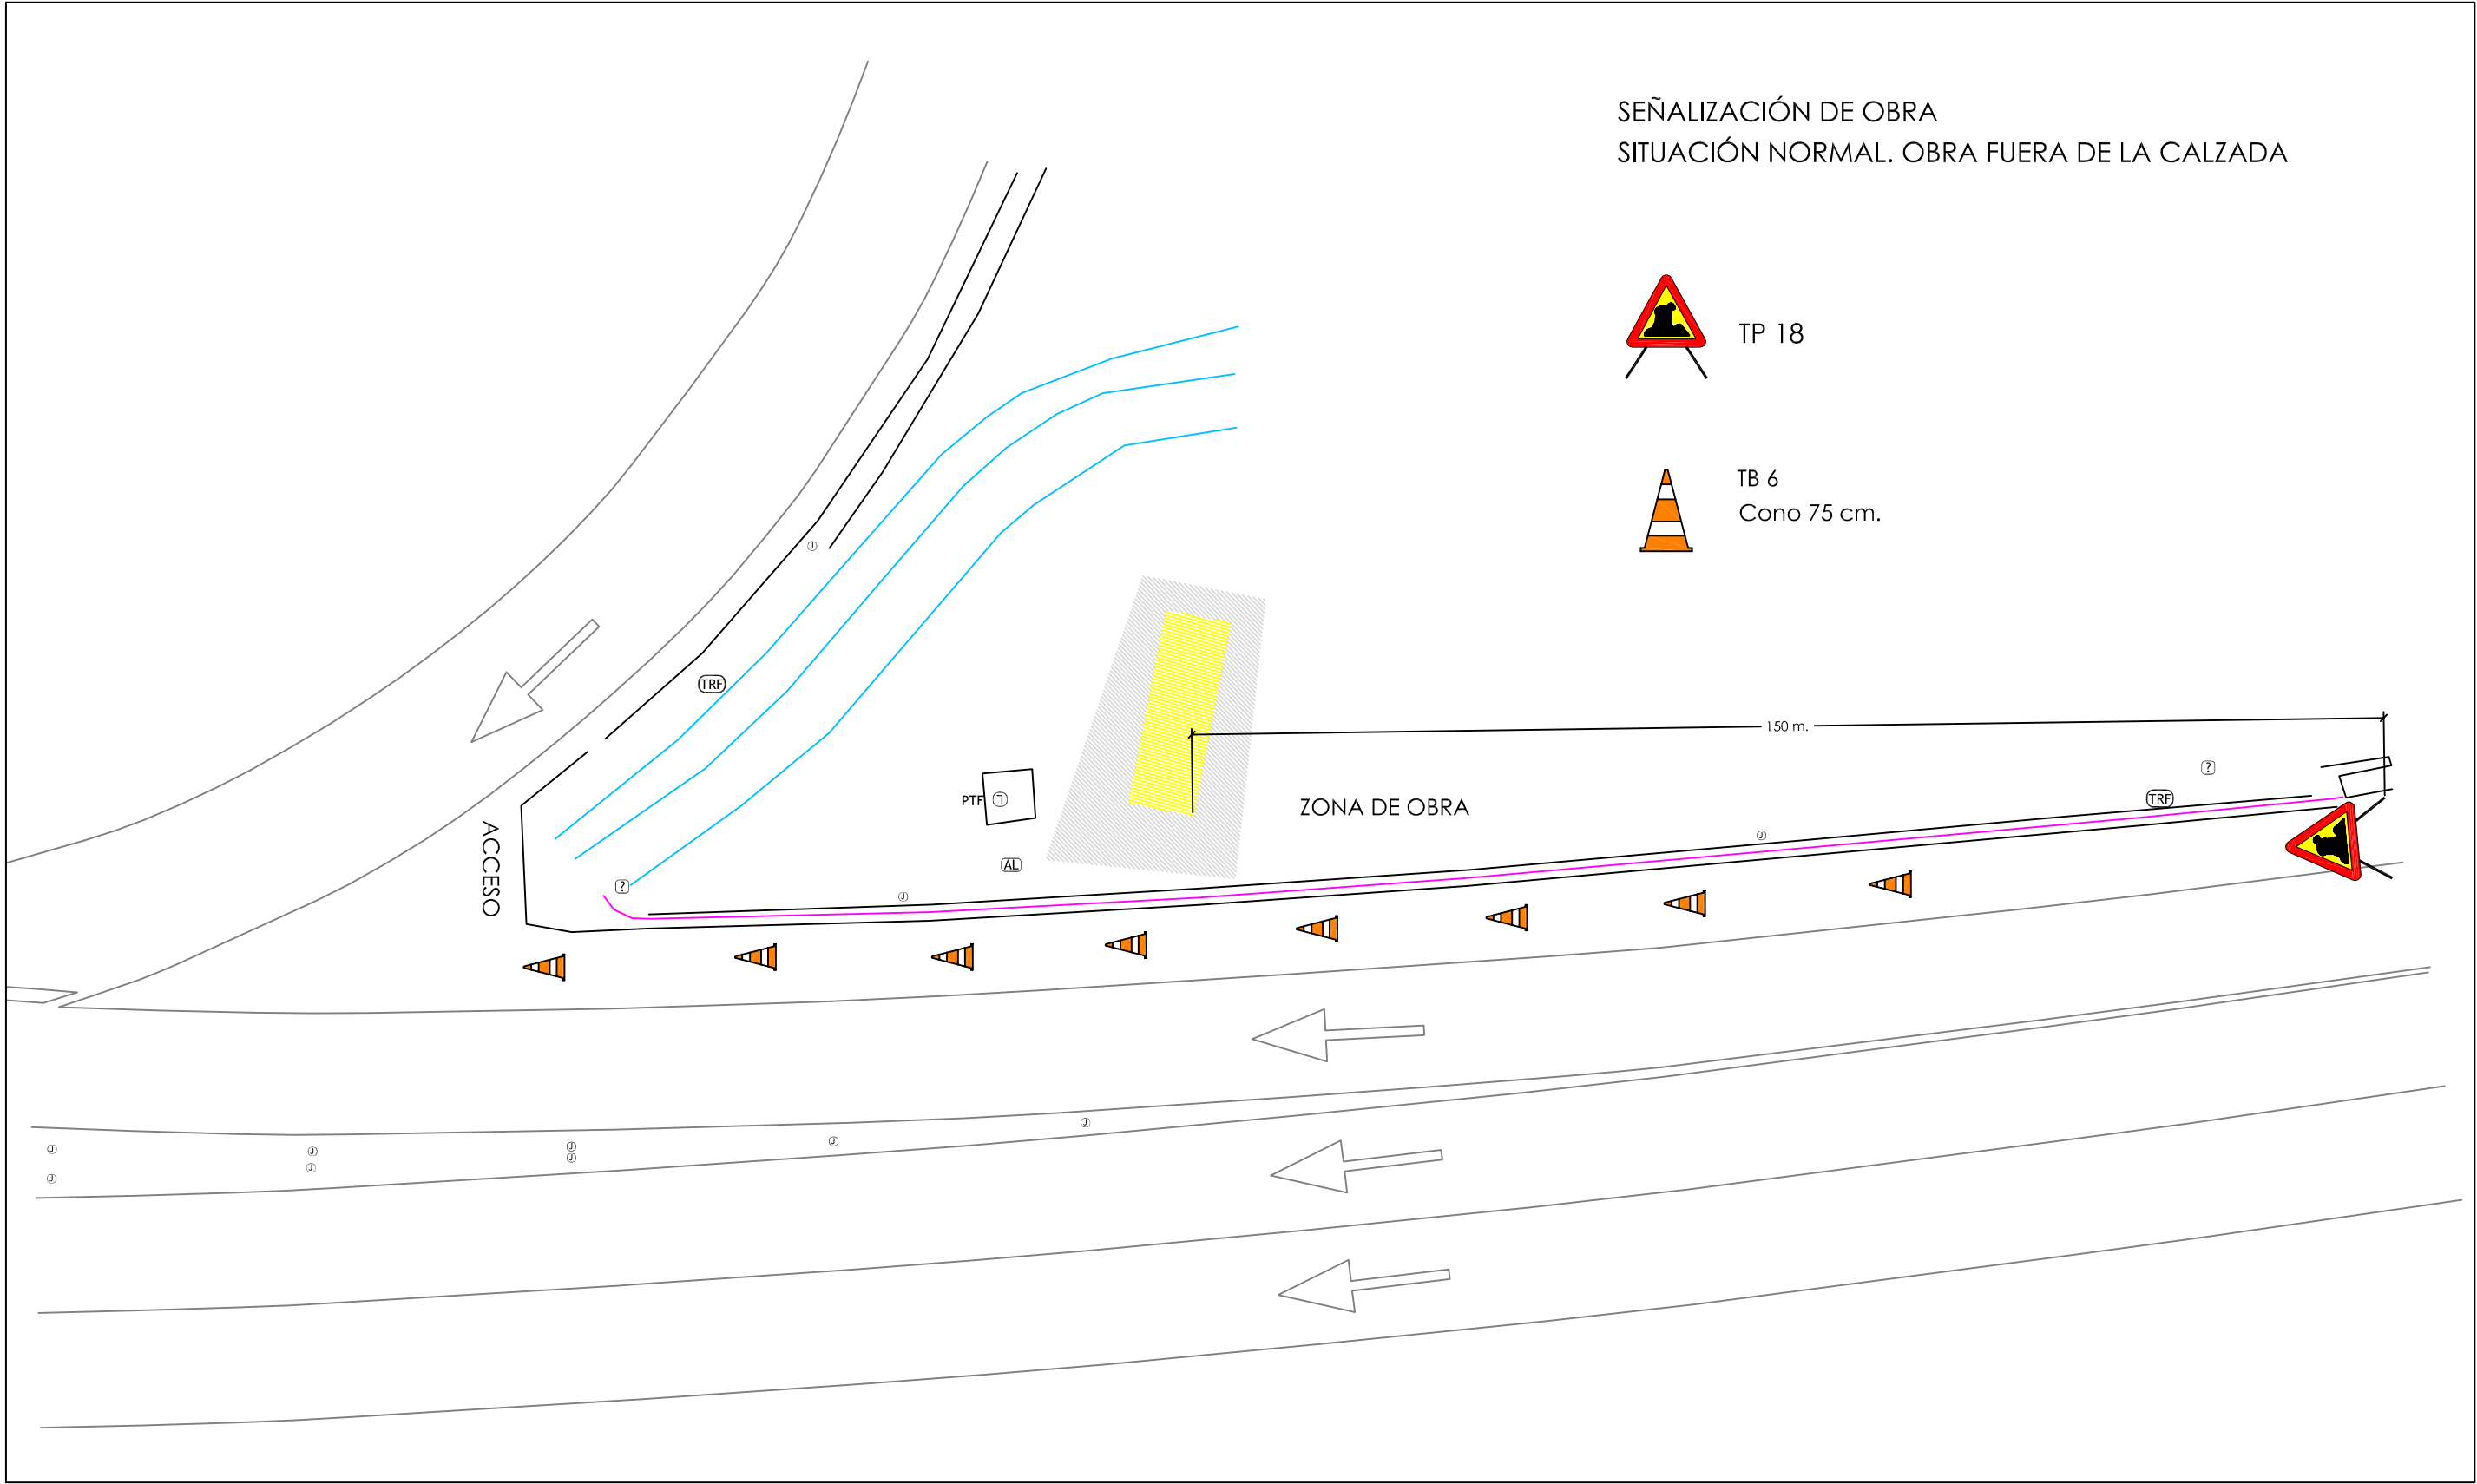 SEÑALIZACIÓN DE OBRA
SITUACIÓN NORMAL. OBRA FUERA DE LA CALZADA
TP 18
TB 6
Cono 75 cm.
TRF
150 m.
?
PTF
ZONA DE OBRA
TRF
ACCESO
AL
?